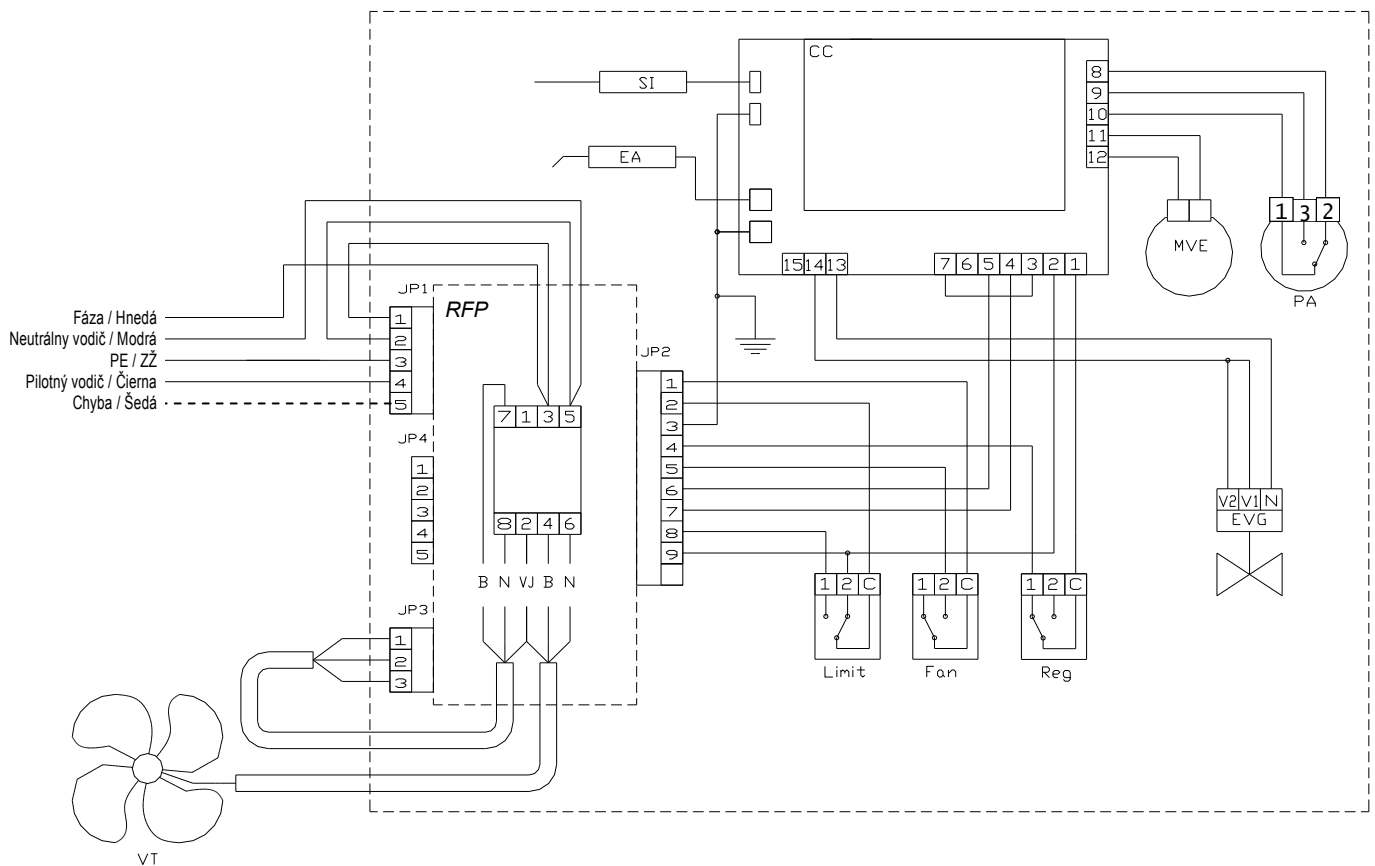 CC
SI
EA
8
9
10
11
12
1 3 2
MVE
PA
15 14 13
7 6 5 4 3 2 1
JP1
RFP
Fáza / Hnedá
Neutrálny vodič / Modrá
PE / ZŽ
Pilotný vodič / Čierna
Chyba / Šedá
1
2
3
4
5
JP2
1
2
3
4
5
6
7
8
9
7 1 3 5
JP4
1
2
3
4
5
8 2 4 6
B N VJ B N
V2 V1 N
EVG
1 2 C
Limit
1 2 C
Fan
1 2 C
Reg
JP3
1
2
3
VT